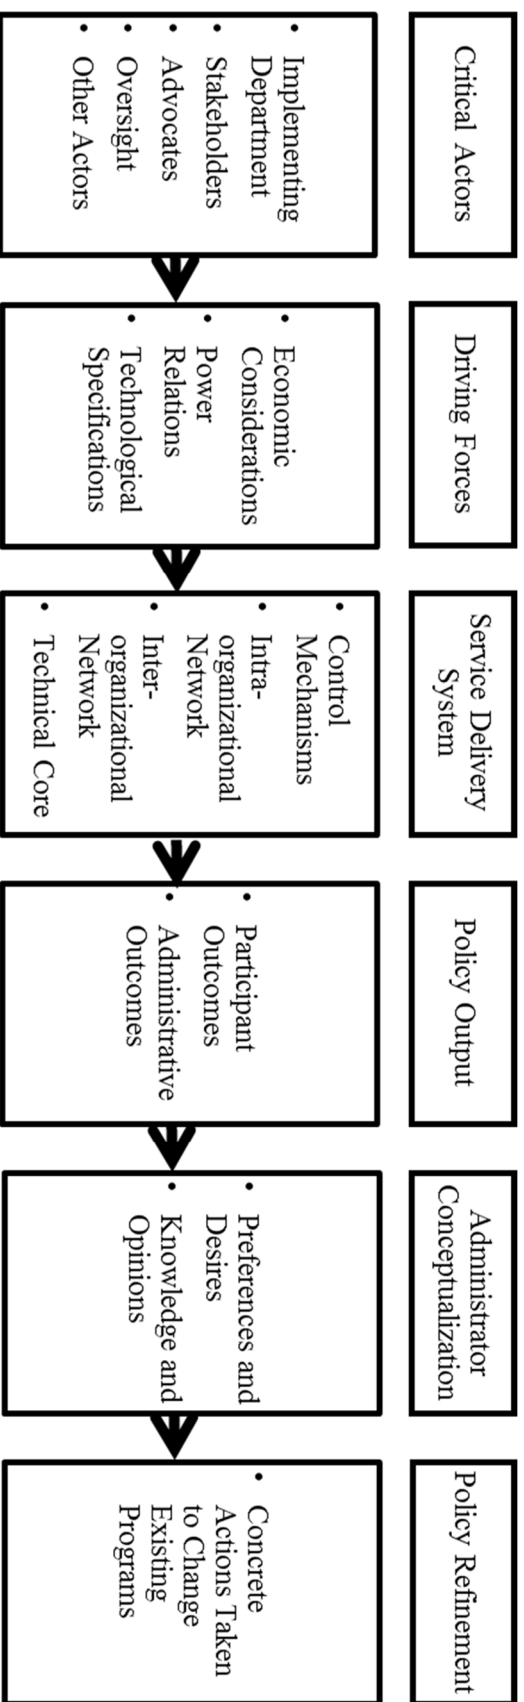 Critical Actors
• Implementing
Department
• Stakeholders
• Advocates
• Oversight
• Other Actors
Driving Forces
• Economic
Considerations
• Power
Relations
• Technological
Specifications
Service Delivery
System
• Control
Mechanisms
• Intra-
organizational
Network
• Inter-
organizational
Network
• Technical Core
Policy Output
• Participant
Outcomes
• Administrative
Outcomes
Administrator
Conceptualization
• Preferences and
Desires
• Knowledge and
Opinions
Policy Refinement
• Concrete
Actions Taken
to Change
Existing
Programs